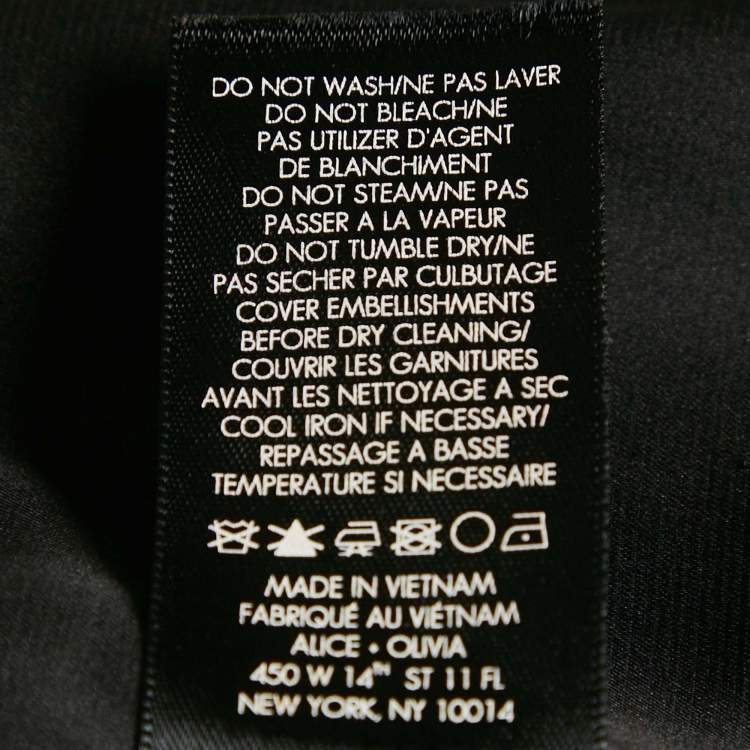 DO NOT WASH/NE PAS LAVER
DO NOT BLEACH/NE
PAS UTILIZER D'AGENT
DE BLANCHIMENT
DO NOT STEAM/NE PAS
PASSER A LA VAPEUR
DO NOT TUMBLE DRY/NE
PAS SECHER PAR CULBUTAGE
COVER EMBELLISHMENTS
BEFORE DRY CLEANING/
COUVRIR LES GARNITURES
AVANT LES NETTOYAGE A SEC
COOL IRON IF NECESSARY/
REPASSAGE A BASSE
TEMPERATURE SI NECESSAIRE
MADE IN VIETNAM
FABRIQUÉ AU VIÉTNAM
ALICE • OLIVIA
450 W 14TH ST 11 FL
NEW YORK, NY 10014